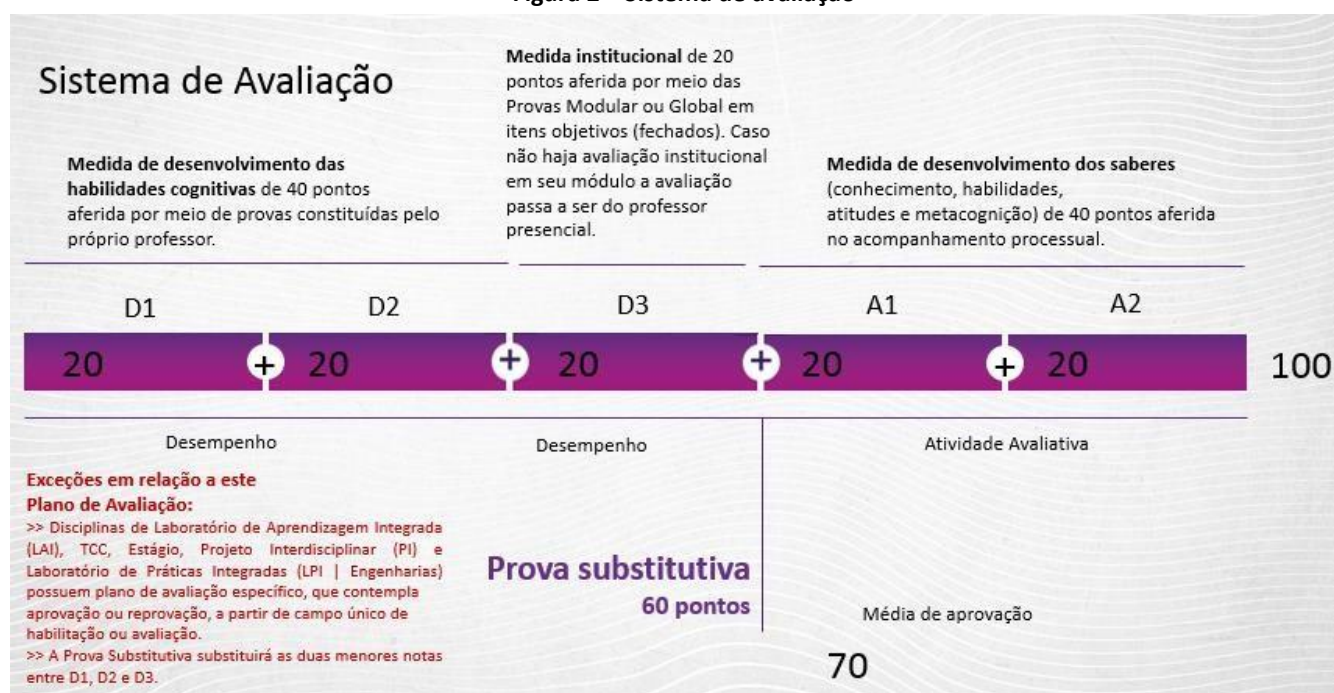 Figura 2 – Sistema de avaliação
Sistema de Avaliação
Medida de desenvolvimento das
habilidades cognitivas de 40 pontos
aferida por meio de provas constituídas pelo
próprio professor.
Medida institucional de 20
pontos aferida por meio das
Provas Modular ou Global em
itens objetivos (fechados). Caso
não haja avaliação institucional
em seu módulo a avaliação
passa a ser do professor
presencial.
Medida de desenvolvimento dos saberes
(conhecimento, habilidades,
atitudes e metacognição) de 40 pontos aferida
no acompanhamento processual.
D1 D2 D3 A1 A2
20 + 20 + 20 + 20 + 20 100
Desempenho Desempenho Atividade Avaliativa
Exceções em relação a este
Plano de Avaliação:
>> Disciplinas de Laboratório de Aprendizagem Integrada
(LAI), TCC, Estágio, Projeto Interdisciplinar (PI) e
Laboratório de Práticas Integradas (LPI | Engenharias)
possuem plano de avaliação específico, que contempla
aprovação ou reprovação, a partir de campo único de
habilitação ou avaliação.
>> A Prova Substitutiva substituirá as duas menores notas
entre D1, D2 e D3.
Prova substitutiva
60 pontos
Média de aprovação
70